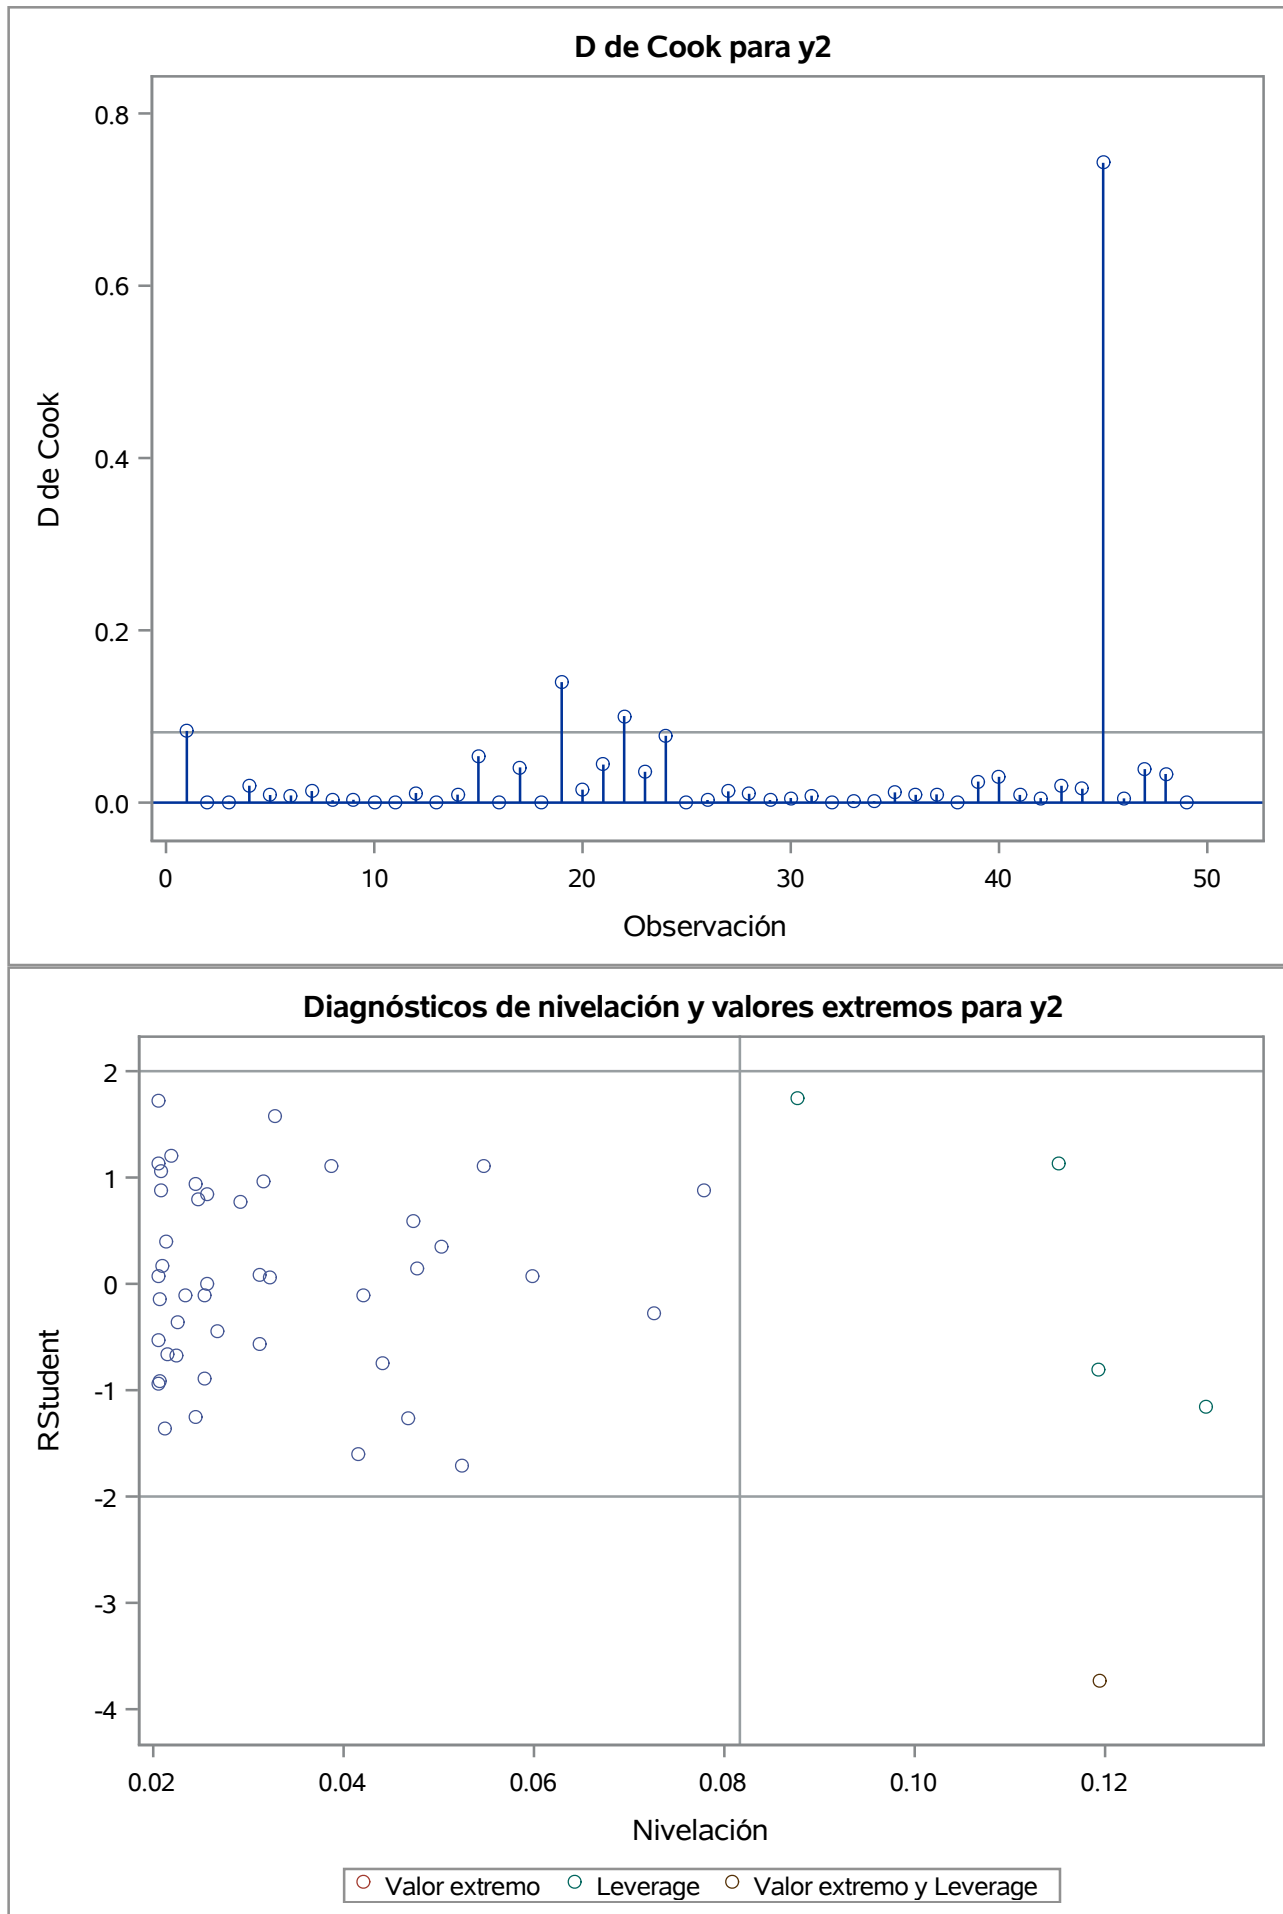 D de Cook para y2
0.8
0.6
0.4
0.2
0.0
D de Cook
0 10 20 30 40 50
Observación
Diagnósticos de nivelación y valores extremos para y2
2
1
0
-1
-2
-3
-4
RStudent
0.02 0.04 0.06 0.08 0.10 0.12
Nivelación
Valor extremo Leverage Valor extremo y Leverage